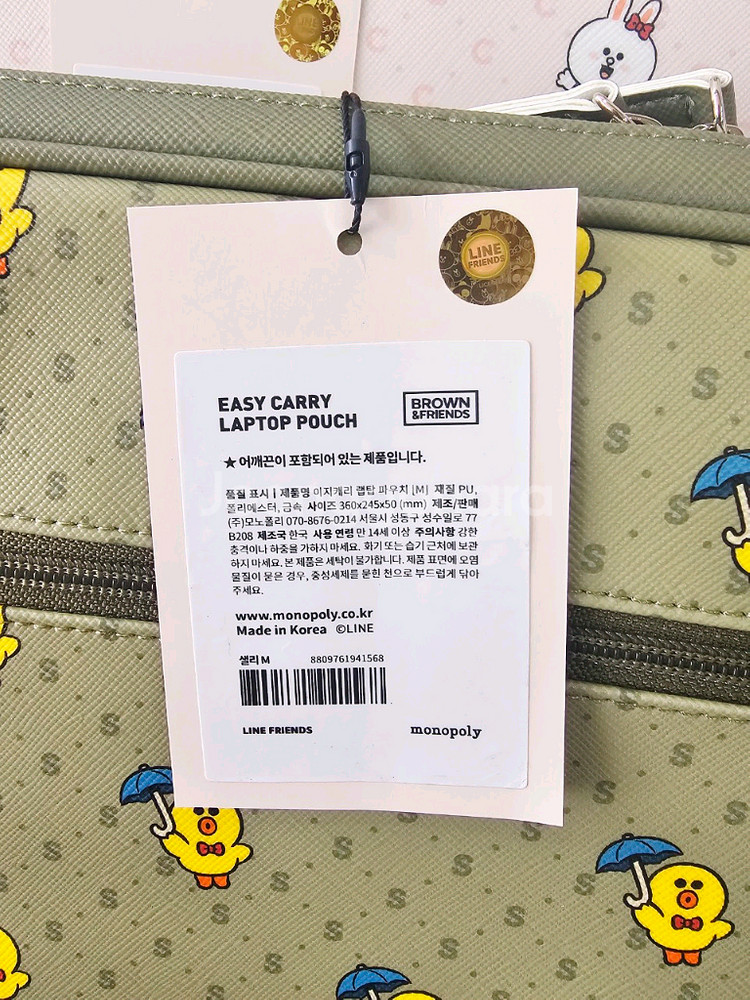 LINE
FRIENDS
EASY CARRY
LAPTOP POUCH
BROWN
&FRIENDS
★ 어깨끈이 포함되어 있는 제품입니다.
품질 표시 | 제품명 이지캐리 랩탑 파우치 [M] 재질 PU,
폴리에스터, 금속 사이즈 360x245x50 (mm) 제조/판매
(주)모노폴리 070-8676-0214 서울시 성동구 성수일로 77
B208 제조국 한국 사용 연령 만 14세 이상 주의사항 강한
충격이나 하중을 가하지 마세요. 화기 또는 습기 근처에 보관
하지 마세요. 본 제품은 세탁이 불가합니다. 제품 표면에 오염
물질이 묻은 경우, 중성세제를 묻힌 천으로 부드럽게 닦아
주세요.
www.monopoly.co.kr
Made in Korea ©LINE
샐리 M 8809761941568
LINE FRIENDS monopoly